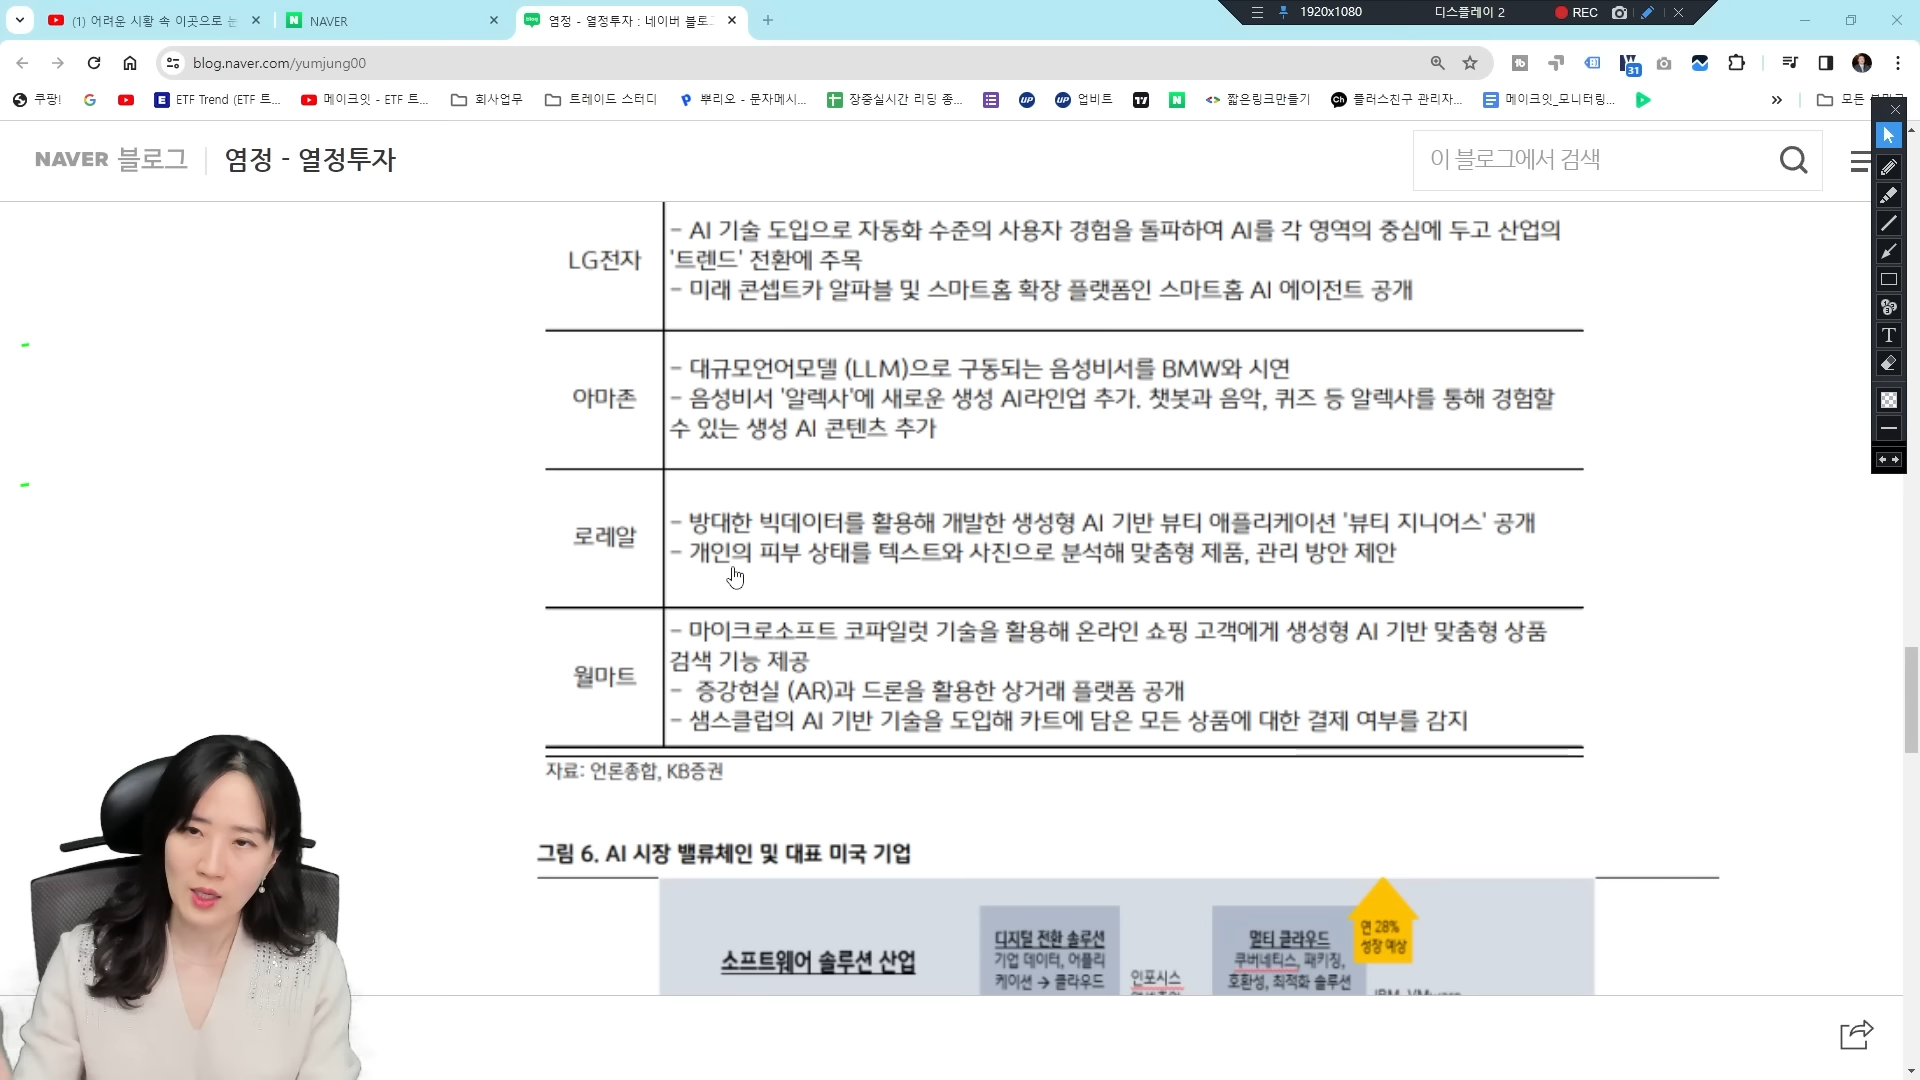 (1) 어려운 시황 속 이곳으로
NAVER
염정 - 열정투자 : 네이버 블로그
1920x1080
디스플레이 2
REC
blog.naver.com/yumjung00
31
쿠팡!
ETF Trend (ETF 트...
메이크잇 - ETF 트...
회사업무
트레이드 스터디
뿌리오 - 문자메시...
장중실시간 리딩 종...
업비트
짧은링크만들기
플러스친구 관리자...
메이크잇_모니터링...
모든
NAVER 블로그
염정 - 열정투자
이 블로그에서 검색
LG전자
- AI 기술 도입으로 자동화 수준의 사용자 경험을 돌파하여 AI를 각 영역의 중심에 두고 산업의
'트렌드' 전환에 주목
- 미래 콘셉트카 알파블 및 스마트홈 확장 플랫폼인 스마트홈 AI 에이전트 공개
아마존
- 대규모언어모델 (LLM)으로 구동되는 음성비서를 BMW와 시연
- 음성비서 '알렉사'에 새로운 생성 AI라인업 추가. 챗봇과 음악, 퀴즈 등 알렉사를 통해 경험할
수 있는 생성 AI 콘텐츠 추가
로레알
- 방대한 빅데이터를 활용해 개발한 생성형 AI 기반 뷰티 애플리케이션 '뷰티 지니어스' 공개
- 개인의 피부 상태를 텍스트와 사진으로 분석해 맞춤형 제품, 관리 방안 제안
월마트
- 마이크로소프트 코파일럿 기술을 활용해 온라인 쇼핑 고객에게 생성형 AI 기반 맞춤형 상품
검색 기능 제공
- 증강현실 (AR)과 드론을 활용한 상거래 플랫폼 공개
- 샘스클럽의 AI 기반 기술을 도입해 카트에 담은 모든 상품에 대한 결제 여부를 감지
자료: 언론종합, KB증권
그림 6. AI 시장 밸류체인 및 대표 미국 기업
소프트웨어 솔루션 산업
디지털 전환 솔루션
기업 데이터, 어플리
케이션 → 클라우드
인포시스
멀티 클라우드
쿠버네티스, 패키징,
호환성, 최적화 솔루션
연 28%
성장 예상